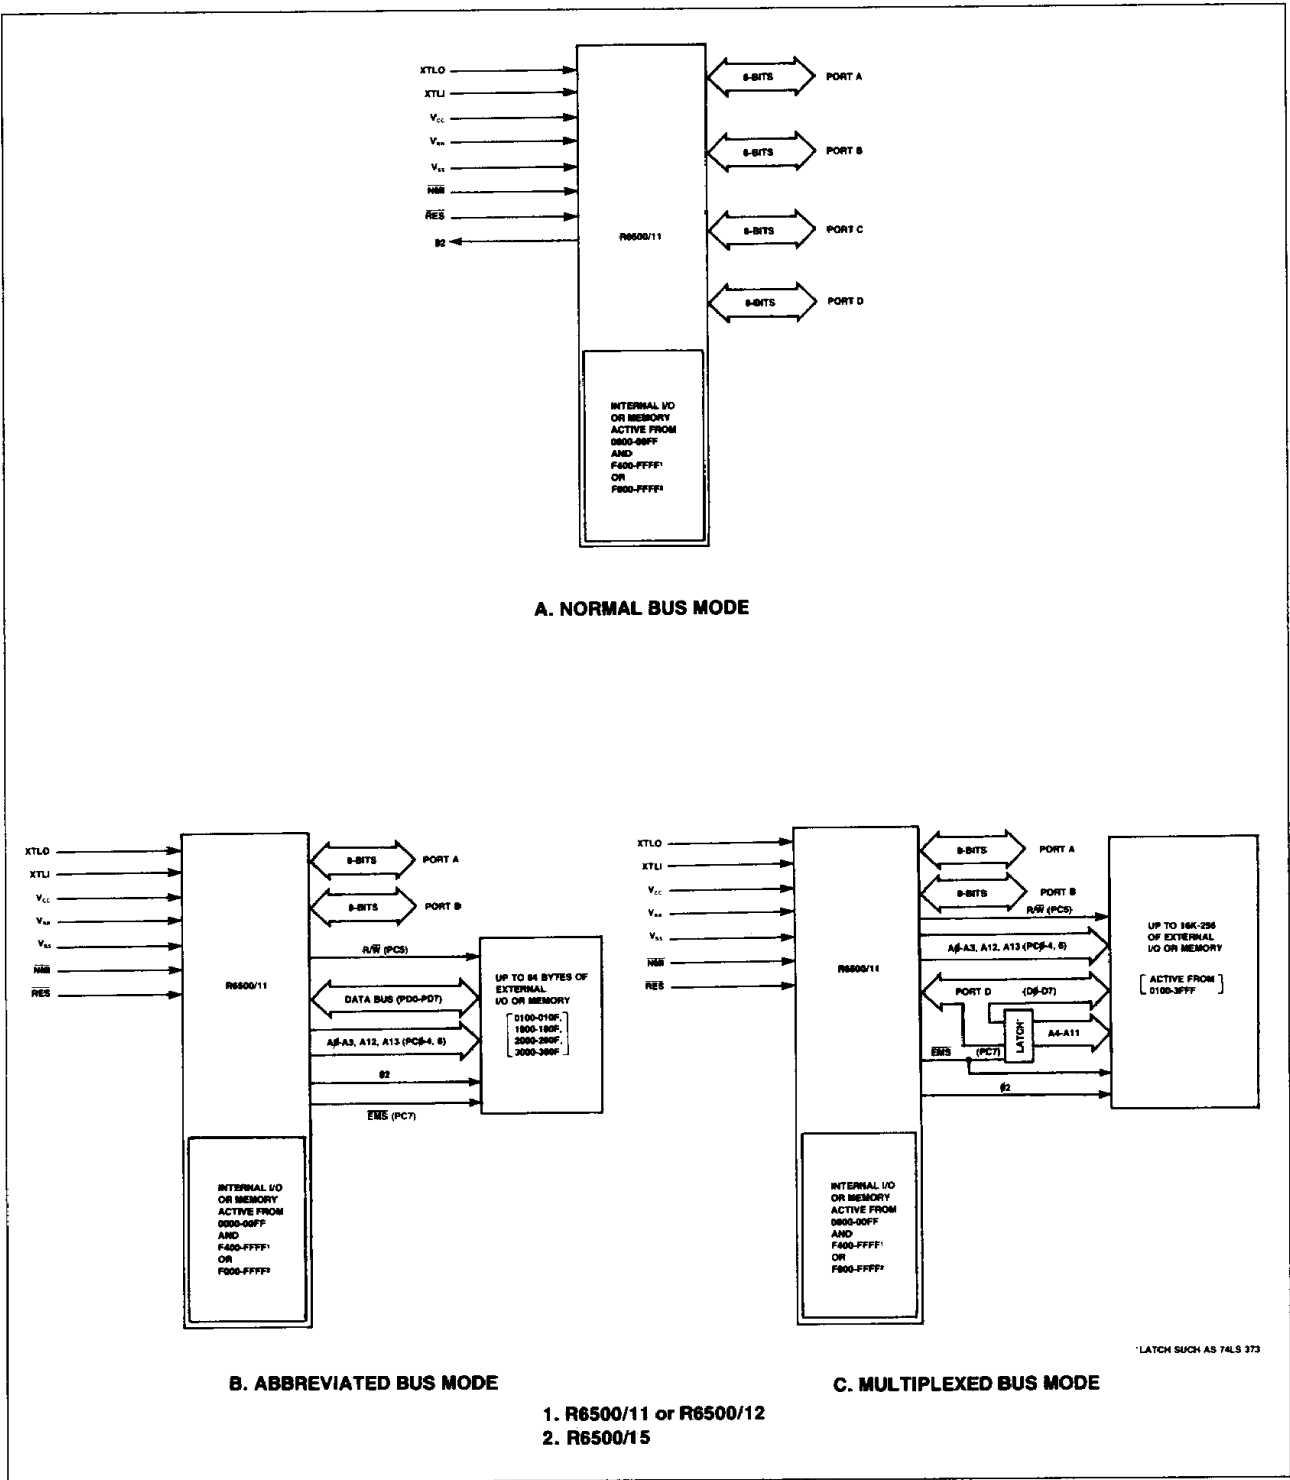 XTLO
XTLI
VCC
VRR
VSS
NMI
RES
Ø2
R6500/11
8-BITS PORT A
8-BITS PORT B
8-BITS PORT C
8-BITS PORT D
INTERNAL I/O
OR MEMORY
ACTIVE FROM
0000-00FF
AND
F400-FFFF¹
OR
F000-FFFF²
A. NORMAL BUS MODE
XTLO
XTLI
VCC
VRR
VSS
NMI
RES
R6500/11
8-BITS PORT A
8-BITS PORT B
R/W (PC5)
DATA BUS (PD0-PD7)
AØ-A3, A12, A13 (PCØ-4, 6)
Ø2
EMS (PC7)
UP TO 64 BYTES OF
EXTERNAL
I/O OR MEMORY
0100-010F,
1000-100F,
2000-200F,
3000-300F
INTERNAL I/O
OR MEMORY
ACTIVE FROM
0000-00FF
AND
F400-FFFF¹
OR
F000-FFFF²
B. ABBREVIATED BUS MODE
XTLO
XTLI
VCC
VRR
VSS
NMI
RES
R6500/11
8-BITS PORT A
8-BITS PORT B
R/W (PC5)
AØ-A3, A12, A13 (PCØ-4, 6)
PORT D (DØ-D7)
LATCH*
A4-A11
EMS (PC7)
Ø2
UP TO 16K-256
OF EXTERNAL
I/O OR MEMORY
ACTIVE FROM
0100-3FFF
INTERNAL I/O
OR MEMORY
ACTIVE FROM
0000-00FF
AND
F400-FFFF¹
OR
F000-FFFF²
*LATCH SUCH AS 74LS 373
C. MULTIPLEXED BUS MODE
1. R6500/11 or R6500/12
2. R6500/15